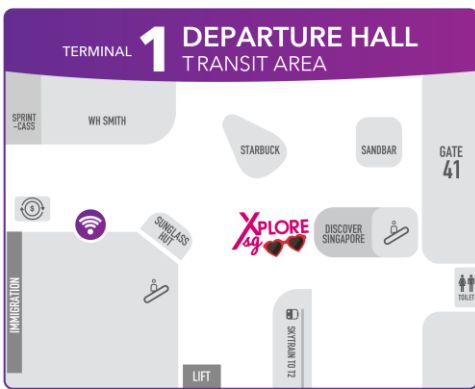 TERMINAL 1 DEPARTURE HALL
TRANSIT AREA
SPRINT
-CASS
WH SMITH
STARBUCK
SANDBAR
GATE
41
$
SUNGLASS
HUT
XPLORE
sg
DISCOVER
SINGAPORE
TOILET
IMMIGRATION
SKYTRAIN TO T2
LIFT